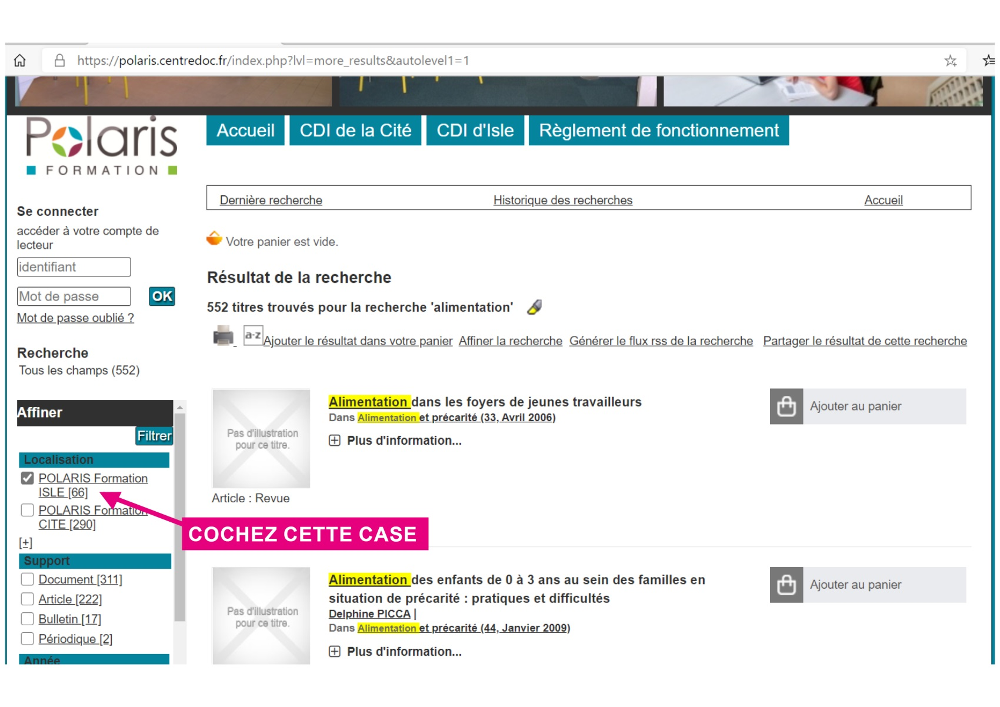 https://polaris.centredoc.fr/index.php?lvl=more_results&autolevel1=1
Polaris
FORMATION
Accueil
CDI de la Cité
CDI d'Isle
Règlement de fonctionnement
Dernière recherche
Historique des recherches
Accueil
Se connecter
accéder à votre compte de
lecteur
identifiant
Mot de passe
OK
Mot de passe oublié ?
Recherche
Tous les champs (552)
Affiner
Filtrer
Localisation
POLARIS Formation
ISLE [66]
POLARIS Formation
CITE [290]
[+]
Support
Document [311]
Article [222]
Bulletin [17]
Périodique [2]
Année
COCHEZ CETTE CASE
Votre panier est vide.
Résultat de la recherche
552 titres trouvés pour la recherche 'alimentation'
a-z
Ajouter le résultat dans votre panier
Affiner la recherche
Générer le flux rss de la recherche
Partager le résultat de cette recherche
Pas d'illustration
pour ce titre.
Article : Revue
Alimentation dans les foyers de jeunes travailleurs
Dans Alimentation et précarité (33, Avril 2006)
Plus d'information...
Ajouter au panier
Pas d'illustration
pour ce titre.
Alimentation des enfants de 0 à 3 ans au sein des familles en
situation de précarité : pratiques et difficultés
Delphine PICCA |
Dans Alimentation et précarité (44, Janvier 2009)
Plus d'information...
Ajouter au panier